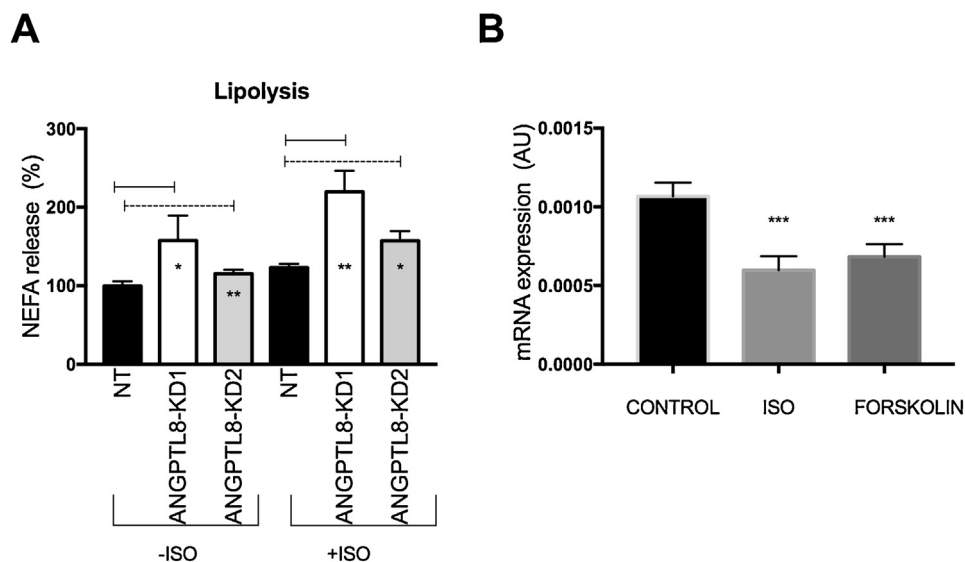 A
Lipolysis
NEFA release (%)
300
200
100
0
*
**
**
*
NT
ANGPTL8-KD1
ANGPTL8-KD2
NT
ANGPTL8-KD1
ANGPTL8-KD2
-ISO
+ISO
B
mRNA expression (AU)
0.0015
0.0010
0.0005
0.0000
***
***
CONTROL
ISO
FORSKOLIN